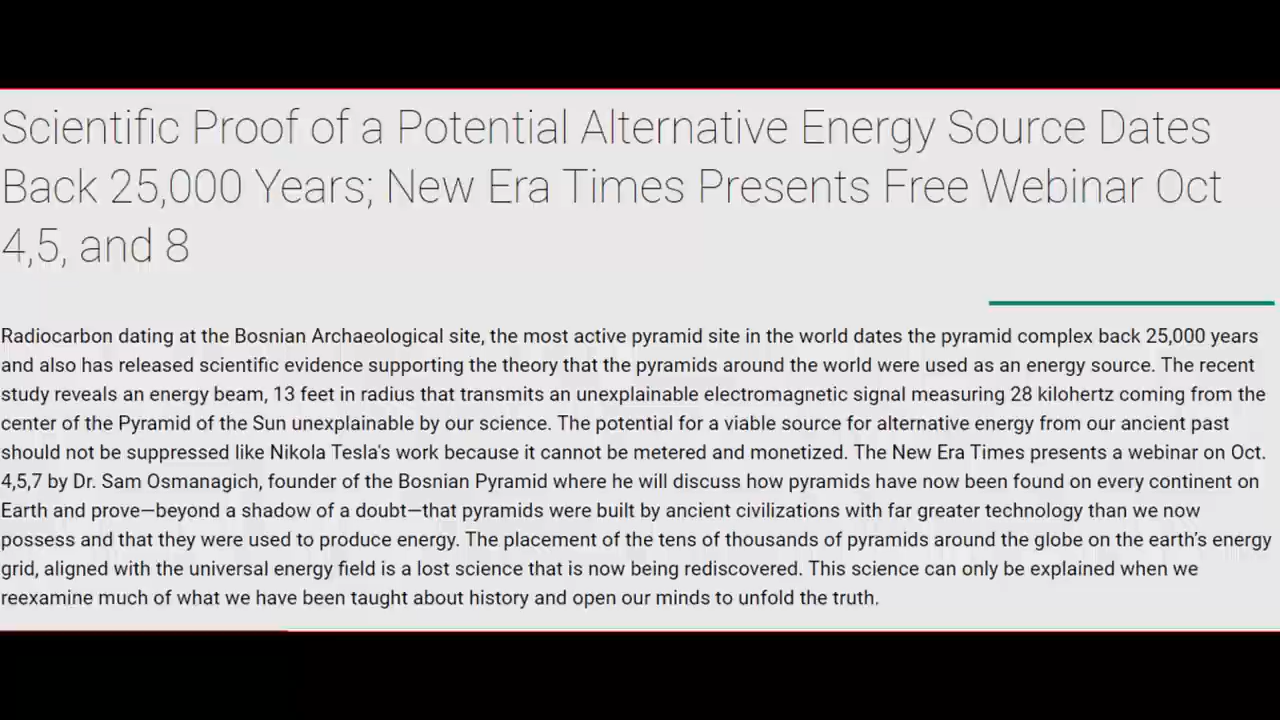 Scientific Proof of a Potential Alternative Energy Source Dates
Back 25,000 Years; New Era Times Presents Free Webinar Oct
4,5, and 8
Radiocarbon dating at the Bosnian Archaeological site, the most active pyramid site in the world dates the pyramid complex back 25,000 years
and also has released scientific evidence supporting the theory that the pyramids around the world were used as an energy source. The recent
study reveals an energy beam, 13 feet in radius that transmits an unexplainable electromagnetic signal measuring 28 kilohertz coming from the
center of the Pyramid of the Sun unexplainable by our science. The potential for a viable source for alternative energy from our ancient past
should not be suppressed like Nikola Tesla's work because it cannot be metered and monetized. The New Era Times presents a webinar on Oct.
4,5,7 by Dr. Sam Osmanagich, founder of the Bosnian Pyramid where he will discuss how pyramids have now been found on every continent on
Earth and prove—beyond a shadow of a doubt—that pyramids were built by ancient civilizations with far greater technology than we now
possess and that they were used to produce energy. The placement of the tens of thousands of pyramids around the globe on the earth's energy
grid, aligned with the universal energy field is a lost science that is now being rediscovered. This science can only be explained when we
reexamine much of what we have been taught about history and open our minds to unfold the truth.